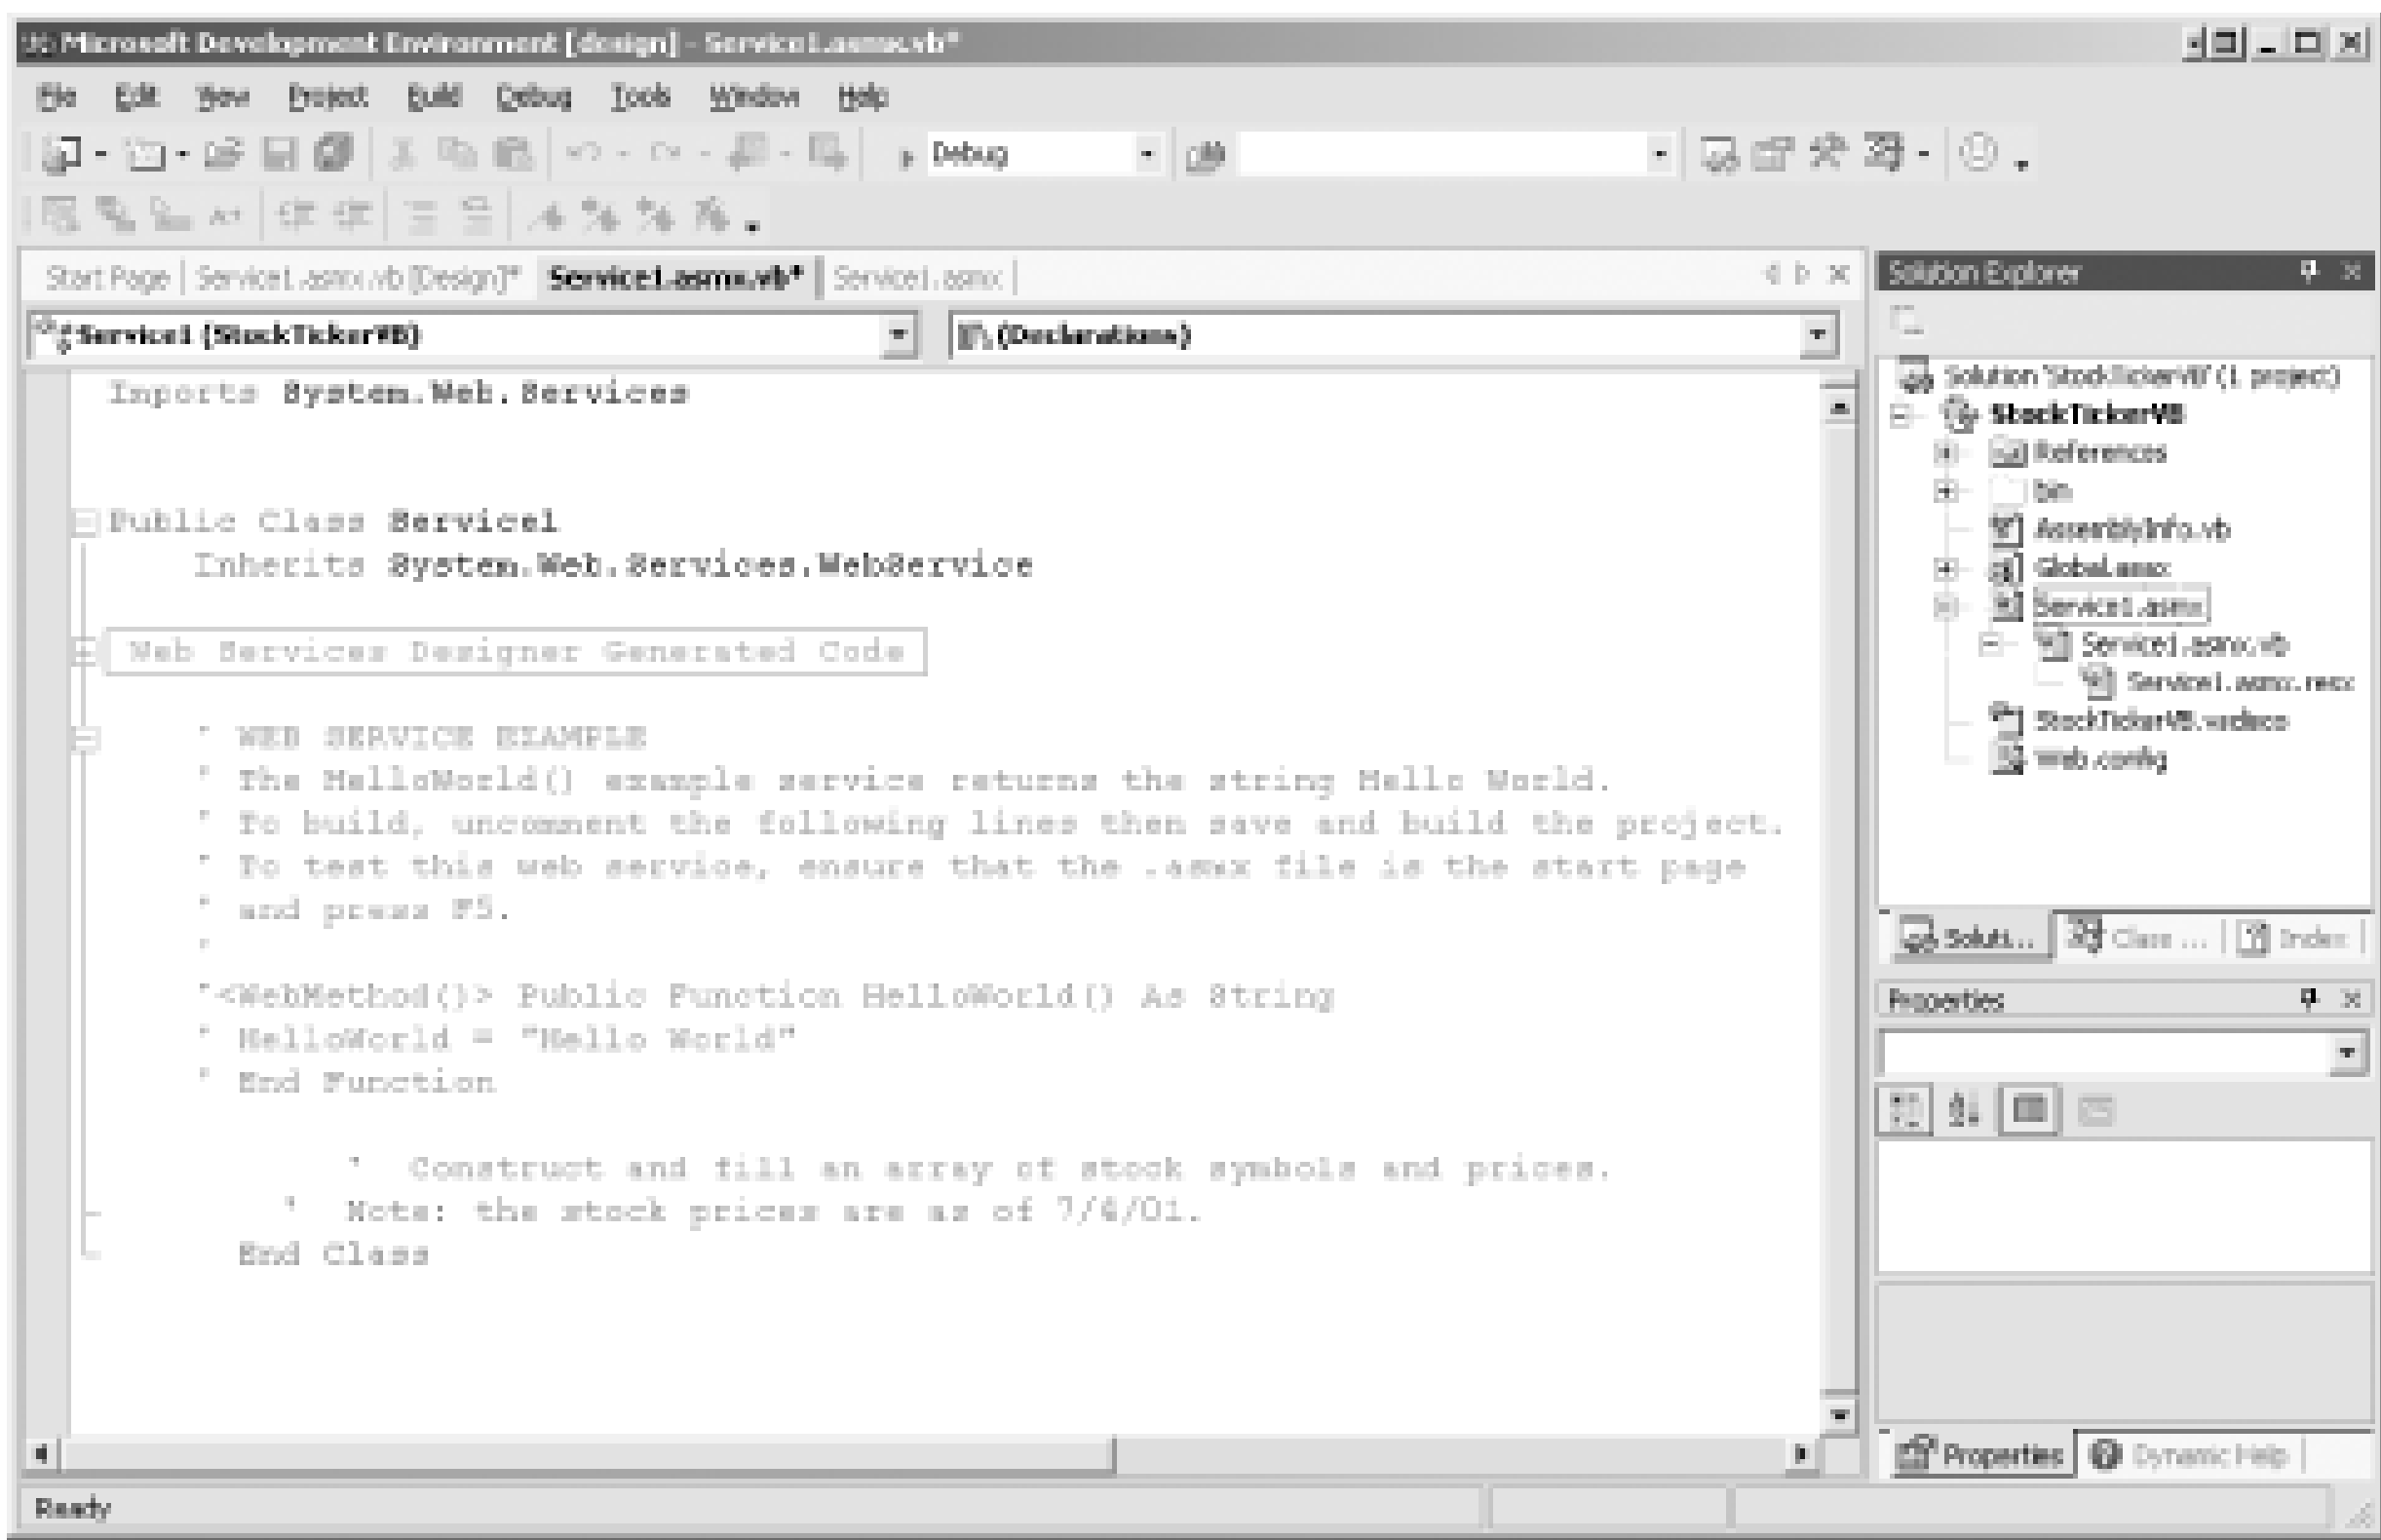 Microsoft Development Environment [design] - Service1.asmx.vb*
File Edit View Project Build Debug Tools Window Help
Debug
Start Page Service1.asmx.vb [Design]* Service1.asmx.vb* Service1.asmx
Service1 (StockTickerVB) (Declarations)
Imports System.Web.Services
Public Class Service1
Inherits System.Web.Services.WebService
Web Services Designer Generated Code
' WEB SERVICE EXAMPLE
' The HelloWorld() example service returns the string Hello World.
' To build, uncomment the following lines then save and build the project.
' To test this web service, ensure that the .asmx file is the start page
' and press F5.
'
'<WebMethod()> Public Function HelloWorld() As String
' HelloWorld = "Hello World"
' End Function
' Construct and fill an array of stock symbols and prices.
' Note: the stock prices are as of 7/4/01.
End Class
Solution Explorer
Solution 'StockTickerVB' (1 project)
StockTickerVB
References
bin
AssemblyInfo.vb
Global.asax
Service1.asmx
Service1.asmx.vb
Service1.asmx.resx
StockTickerVB.vsdisco
Web.config
Soluti... Class ... Index
Properties
Properties Dynamic Help
Ready